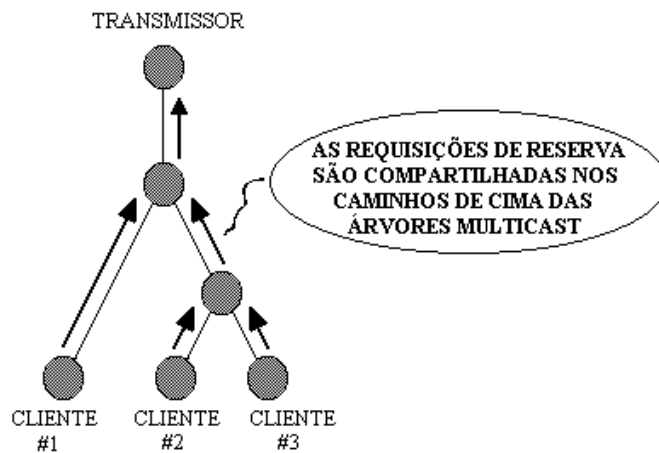 TRANSMISSOR
AS REQUISIÇÕES DE RESERVA
SÃO COMPARTILHADAS NOS
CAMINHOS DE CIMA DAS
ÁRVORES MULTICAST
CLIENTE
#1
CLIENTE
#2
CLIENTE
#3